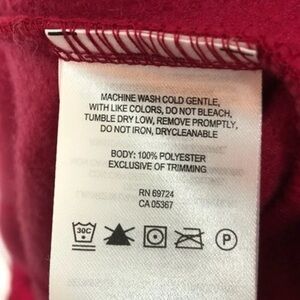 MACHINE WASH COLD GENTLE,
WITH LIKE COLORS, DO NOT BLEACH,
TUMBLE DRY LOW, REMOVE PROMPTLY,
DO NOT IRON, DRYCLEANABLE
BODY: 100% POLYESTER
EXCLUSIVE OF TRIMMING
RN 69724
CA 05367
30C P